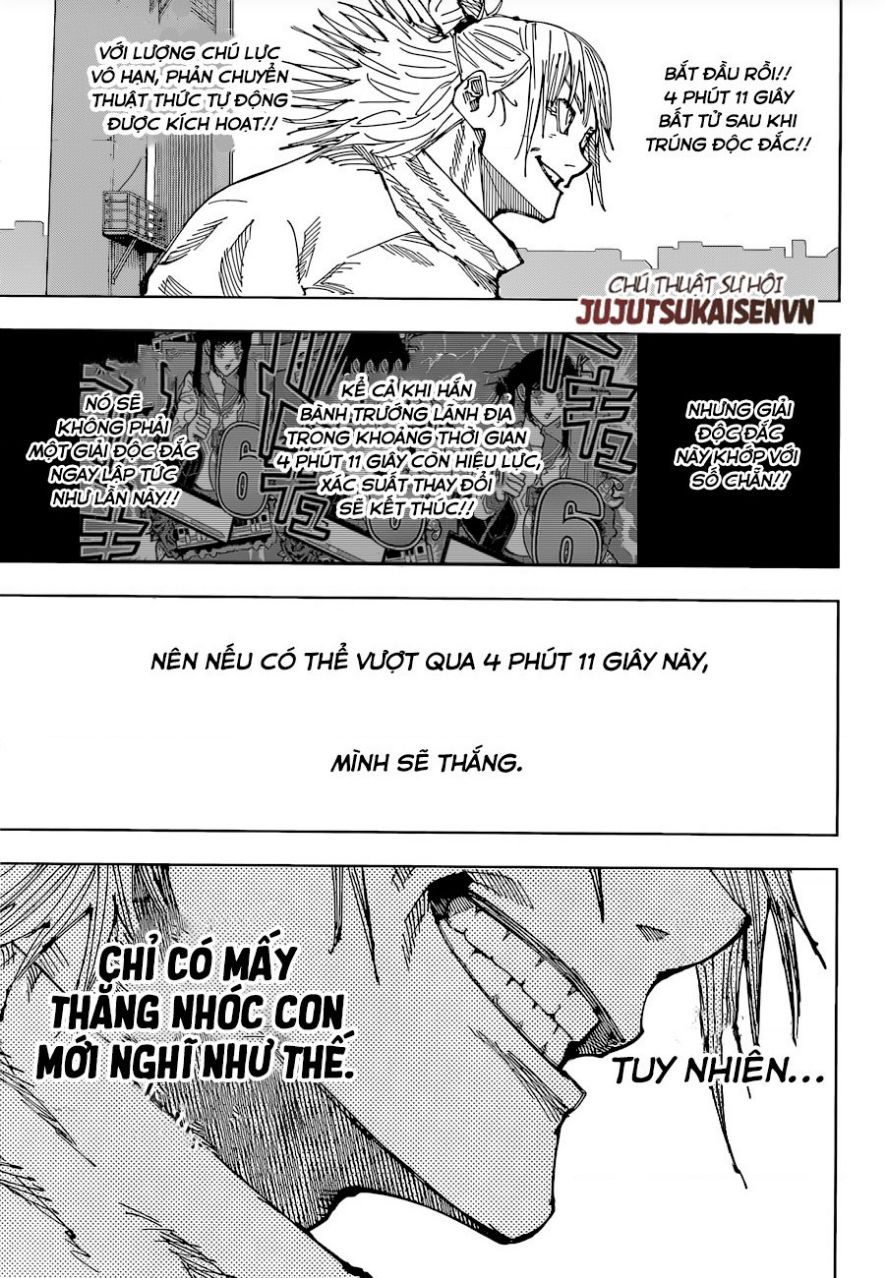 BẮT ĐẦU RỒI!!
4 PHÚT 11 GIÂY
BẤT TỬ SAU KHI
TRÚNG ĐỘC ĐẮC!!
VỚI LƯỢNG CHÚ LỰC
VÔ HẠN, PHẢN CHUYỂN
THUẬT THỨC TỰ ĐỘNG
ĐƯỢC KÍCH HOẠT!!
CHÚ THUẬT SƯ HỘI
JUJUTSUKAISENVN
NHƯNG GIẢI
ĐỘC ĐẮC
NÀY KHỚP VỚI
SỐ CHẴN!!
KỂ CẢ KHI HẮN
BÀNH TRƯỚNG LÃNH ĐỊA
TRONG KHOẢNG THỜI GIAN
4 PHÚT 11 GIÂY CÒN HIỆU LỰC,
XÁC SUẤT THAY ĐỔI
SẼ KẾT THÚC!!
NÓ SẼ
KHÔNG PHẢI
MỘT GIẢI ĐỘC ĐẮC
NGAY LẬP TỨC
NHƯ LẦN NÀY!!
6
6
NÊN NẾU CÓ THỂ VƯỢT QUA 4 PHÚT 11 GIÂY NÀY,
MÌNH SẼ THẮNG.
TUY NHIÊN...
CHỈ CÓ MẤY
THẰNG NHÓC CON
MỚI NGHĨ NHƯ THẾ.